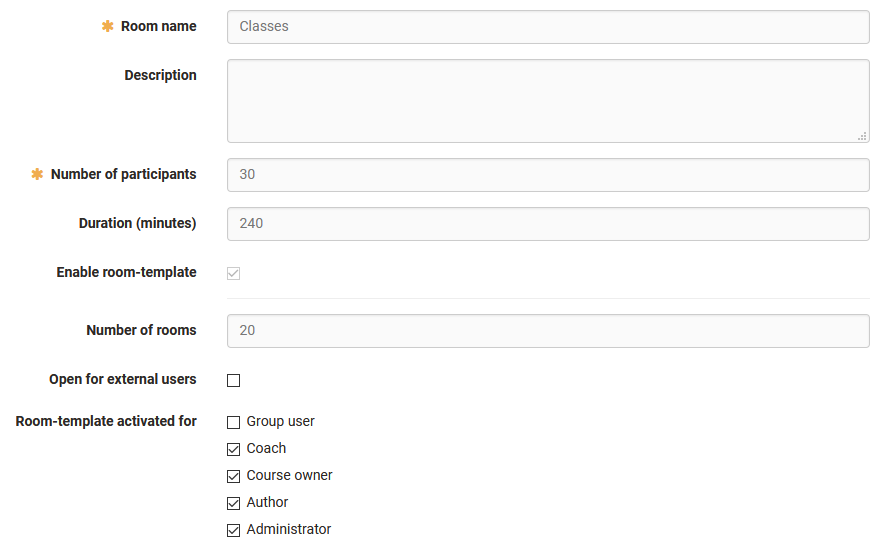 ✱ Room name Classes
Description
✱ Number of participants 30
Duration (minutes) 240
Enable room-template
Number of rooms 20
Open for external users
Room-template activated for Group user
Coach
Course owner
Author
Administrator